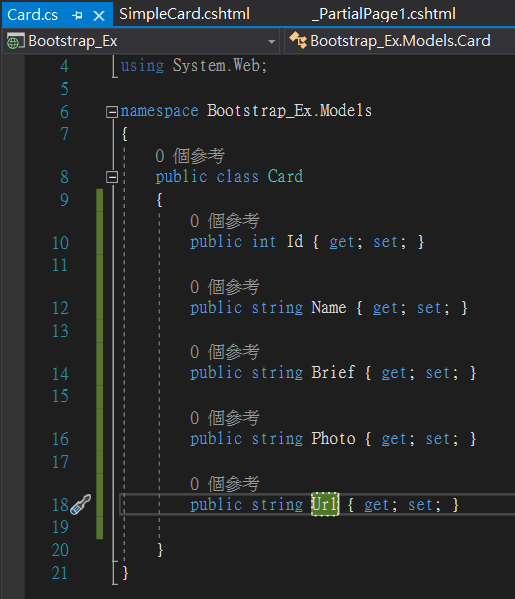 Card.cs SimpleCard.cshtml _PartialPage1.cshtml
Bootstrap_Ex Bootstrap_Ex.Models.Card
4 using System.Web;
5
6 namespace Bootstrap_Ex.Models
7 {
0 個參考
8 public class Card
9 {
0 個參考
10 public int Id { get; set; }
11
0 個參考
12 public string Name { get; set; }
13
0 個參考
14 public string Brief { get; set; }
15
0 個參考
16 public string Photo { get; set; }
17
0 個參考
18 public string Url { get; set; }
19
20 }
21 }